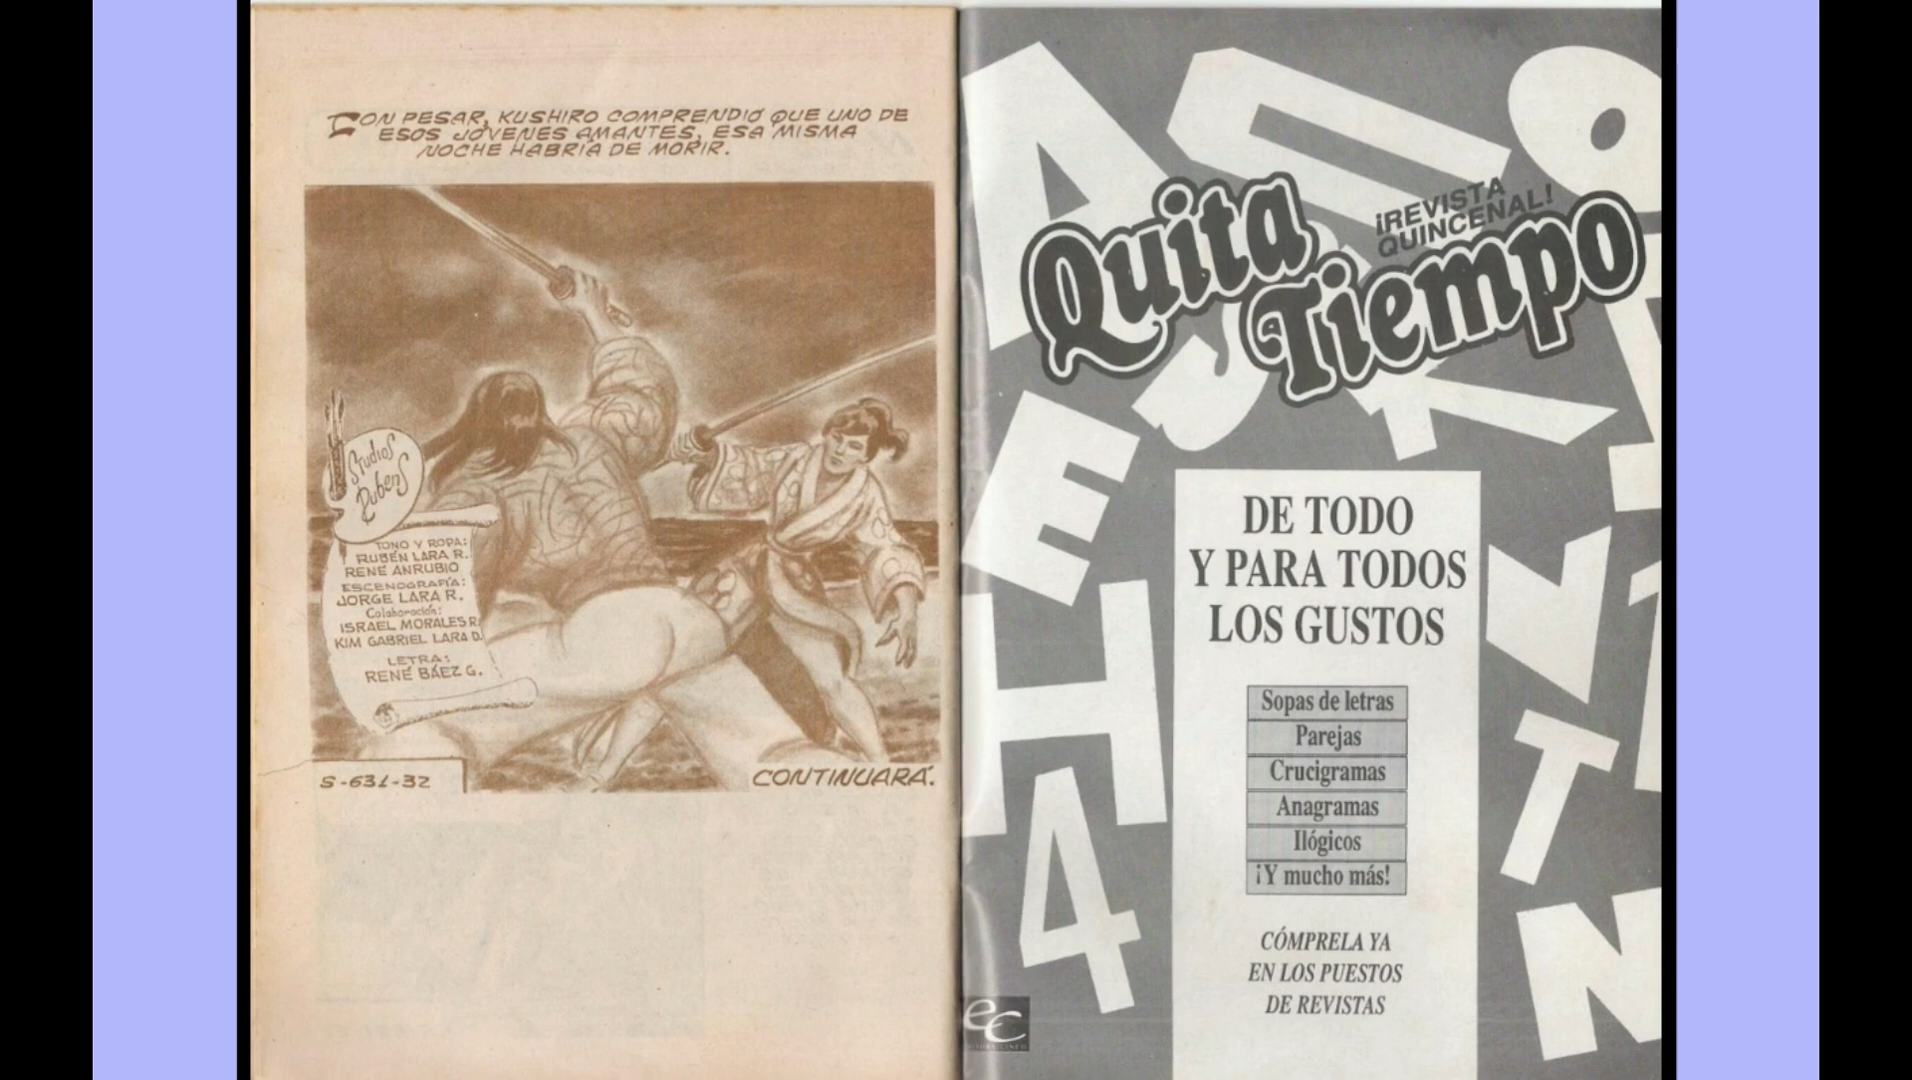 CON PESAR, KUSHIRO COMPRENDIÓ QUE UNO DE
ESOS JÓVENES AMANTES, ESA MISMA
NOCHE HABRÍA DE MORIR.
Studios
Rubens
TONO Y ROPA:
RUBÉN LARA R.
RENÉ ANRUBIO
ESCENOGRAFÍA:
JORGE LARA R.
Colaboración:
ISRAEL MORALES R.
KIM GABRIEL LARA D.
LETRA:
RENÉ BÁEZ G.
S-631-32
CONTINUARÁ.
¡REVISTA
QUINCENAL!
Quita
Tiempo
DE TODO
Y PARA TODOS
LOS GUSTOS
Sopas de letras
Parejas
Crucigramas
Anagramas
Ilógicos
¡Y mucho más!
CÓMPRELA YA
EN LOS PUESTOS
DE REVISTAS
ec